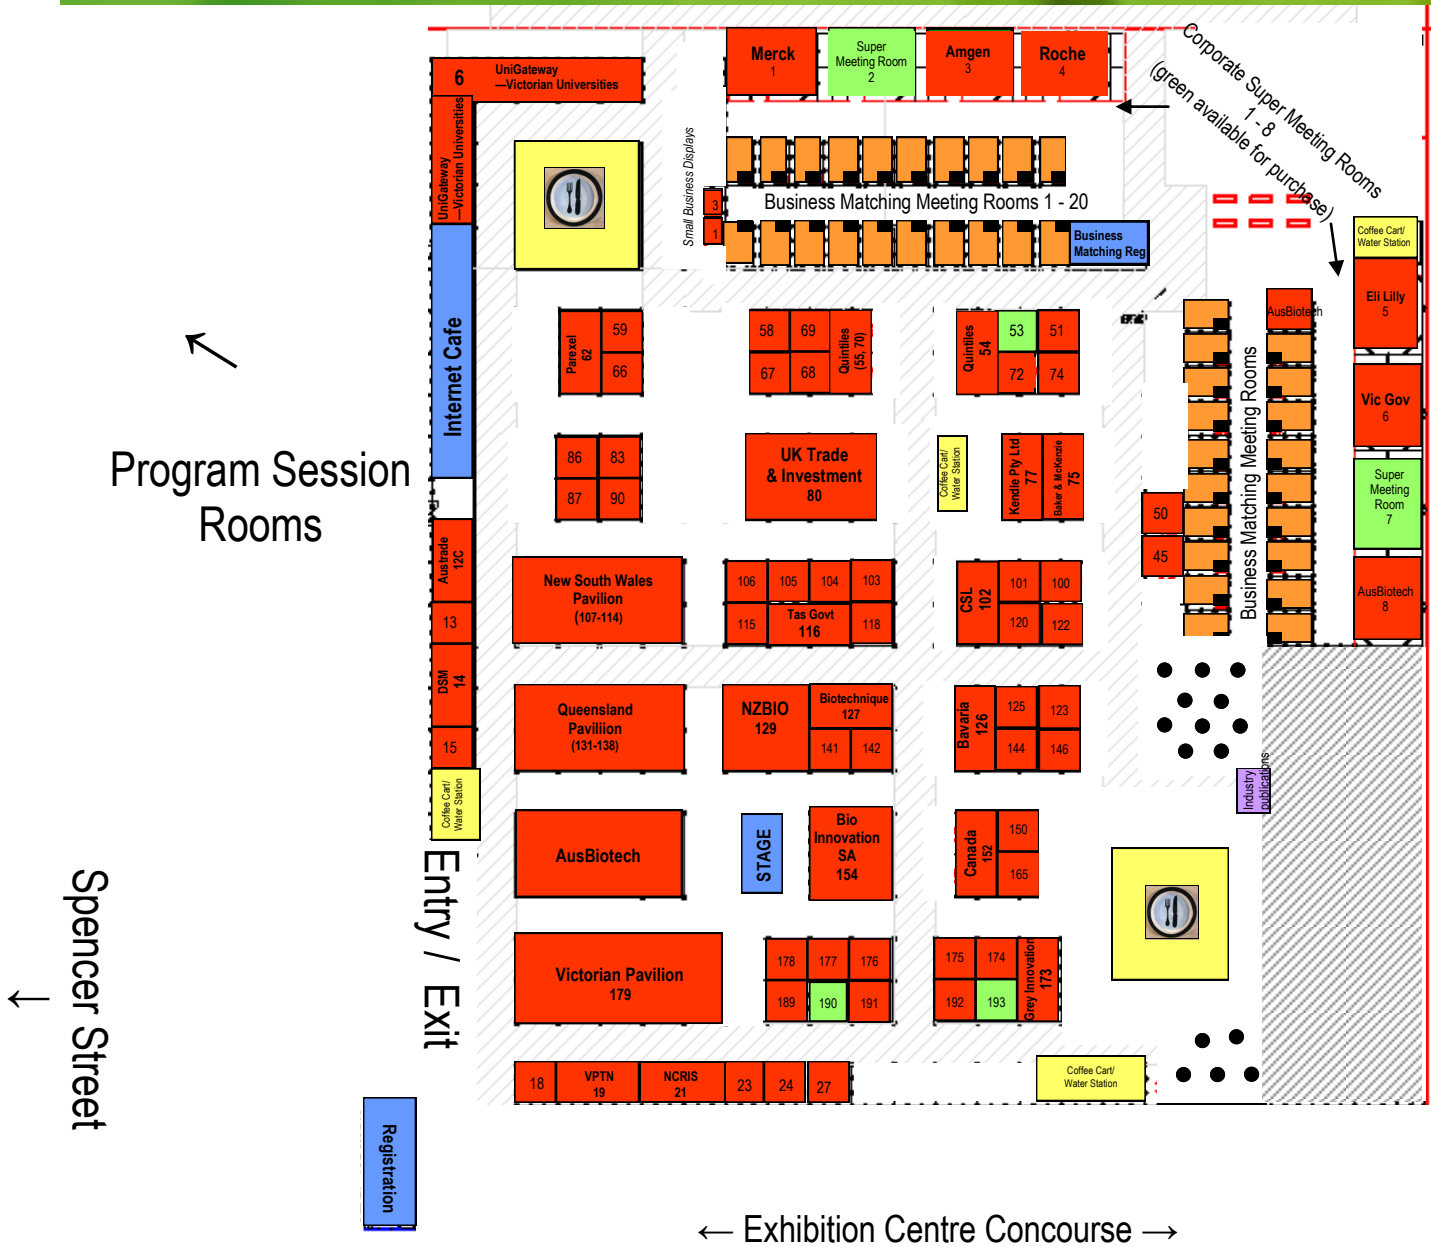 Merck
1
Super
Meeting Room
2
Amgen
3
Roche
4
Corporate Super Meeting Rooms
1 - 8
(green available for purchase)
6
UniGateway
—Victorian Universities
UniGateway
—Victorian Universities
Small Business Displays
3
1
Business Matching Meeting Rooms 1 - 20
Business
Matching Reg
Coffee Cart/
Water Station
Eli Lilly
5
AusBiotech
Vic Gov
6
Super
Meeting
Room
7
AusBiotech
8
Business Matching Meeting Rooms
50
45
Internet Cafe
Program Session
Rooms
Parexel
62
59
66
58
69
67
68
Quintiles
(55, 70)
Quintiles
54
53
51
72
74
86
83
87
90
UK Trade
& Investment
80
Coffee Cart/
Water Station
Kendle Pty Ltd
77
Baker & McKenzie
75
Austrade
12C
13
DSM
14
15
Coffee Cart/
Water Station
New South Wales
Pavilion
(107-114)
106
105
104
103
115
Tas Govt
116
118
CSL
102
101
100
120
122
Queensland
Paviliion
(131-138)
NZBIO
129
Biotechnique
127
141
142
Bavaria
126
125
123
144
146
Industry
publications
AusBiotech
STAGE
Bio
Innovation
SA
154
Canada
152
150
165
Entry / Exit
← Spencer Street
Victorian Pavilion
179
178
177
176
189
190
191
175
174
192
193
Grey Innovation
173
18
VPTN
19
NCRIS
21
23
24
27
Coffee Cart/
Water Station
Registration
← Exhibition Centre Concourse →